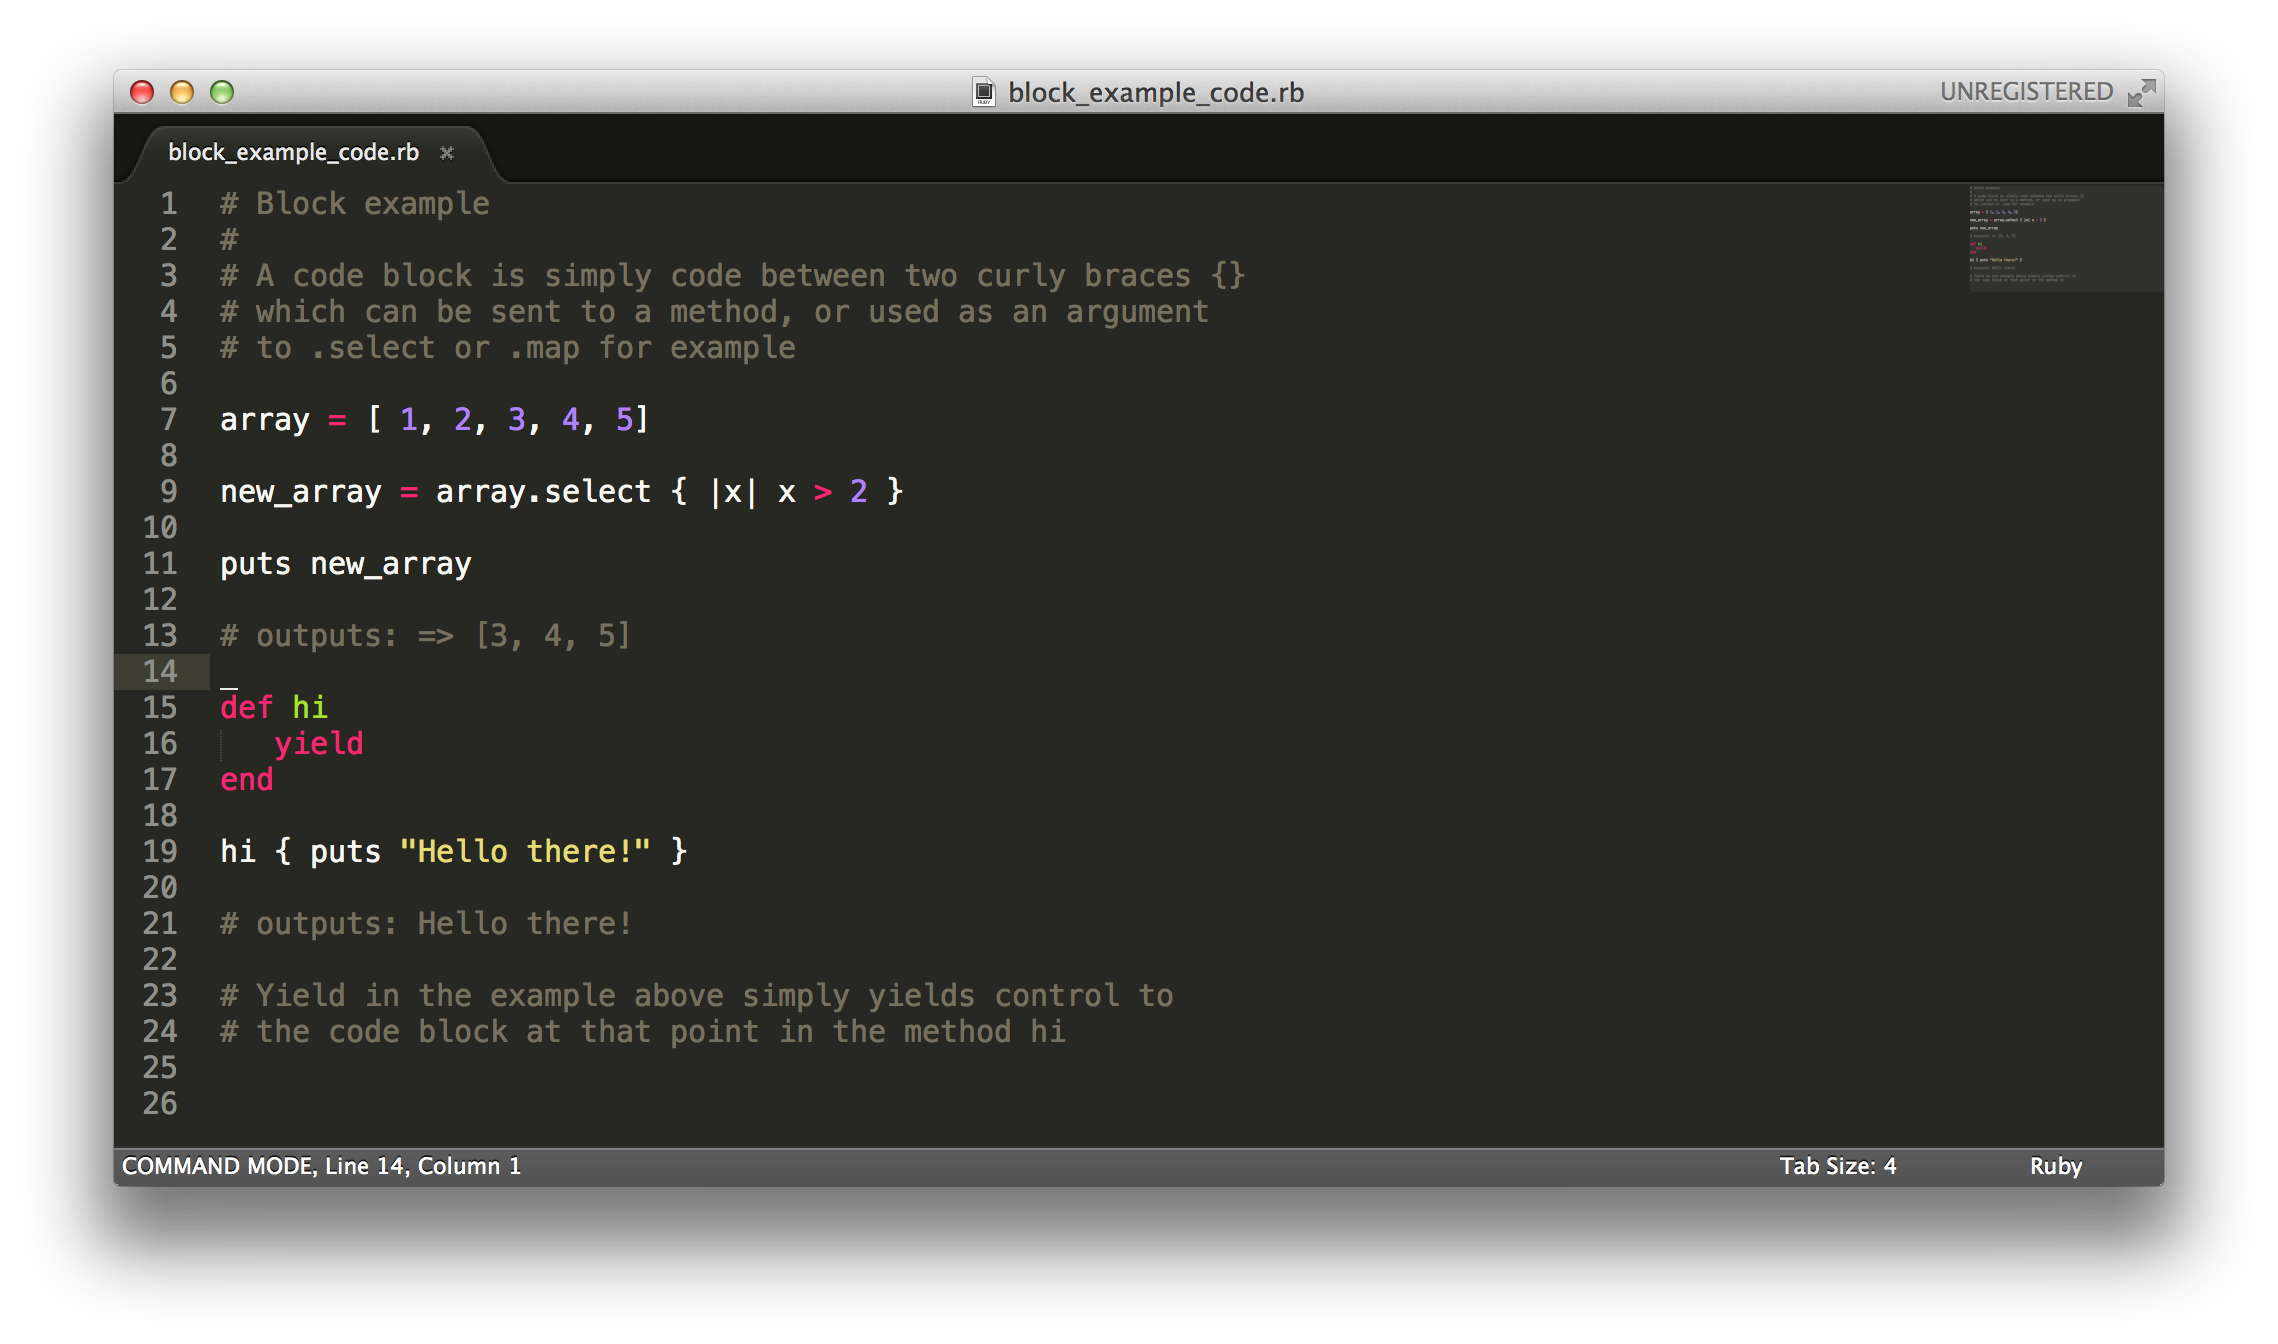 block_example_code.rb
UNREGISTERED
block_example_code.rb
1 # Block example
2 #
3 # A code block is simply code between two curly braces {}
4 # which can be sent to a method, or used as an argument
5 # to .select or .map for example
6
7 array = [ 1, 2, 3, 4, 5]
8
9 new_array = array.select { |x| x > 2 }
10
11 puts new_array
12
13 # outputs: => [3, 4, 5]
14 _
15 def hi
16    yield
17 end
18
19 hi { puts "Hello there!" }
20
21 # outputs: Hello there!
22
23 # Yield in the example above simply yields control to
24 # the code block at that point in the method hi
25
26
COMMAND MODE, Line 14, Column 1
Tab Size: 4
Ruby